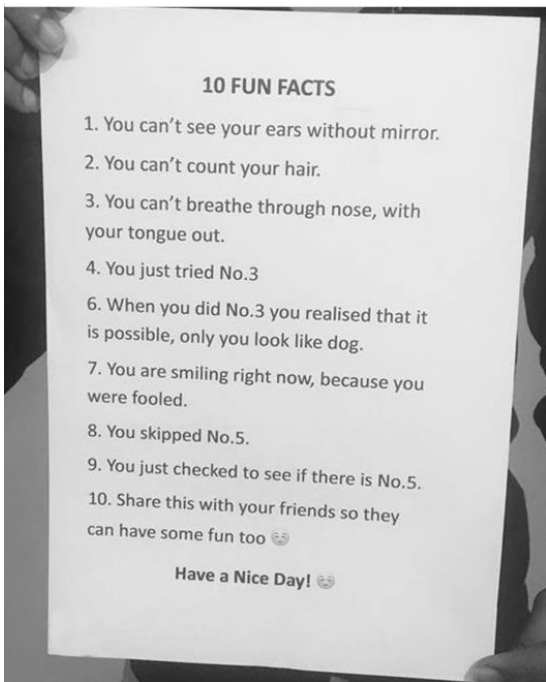 10 FUN FACTS
1. You can't see your ears without mirror.
2. You can't count your hair.
3. You can't breathe through nose, with
your tongue out.
4. You just tried No.3
6. When you did No.3 you realised that it
is possible, only you look like dog.
7. You are smiling right now, because you
were fooled.
8. You skipped No.5.
9. You just checked to see if there is No.5.
10. Share this with your friends so they
can have some fun too ☺
Have a Nice Day! ☺